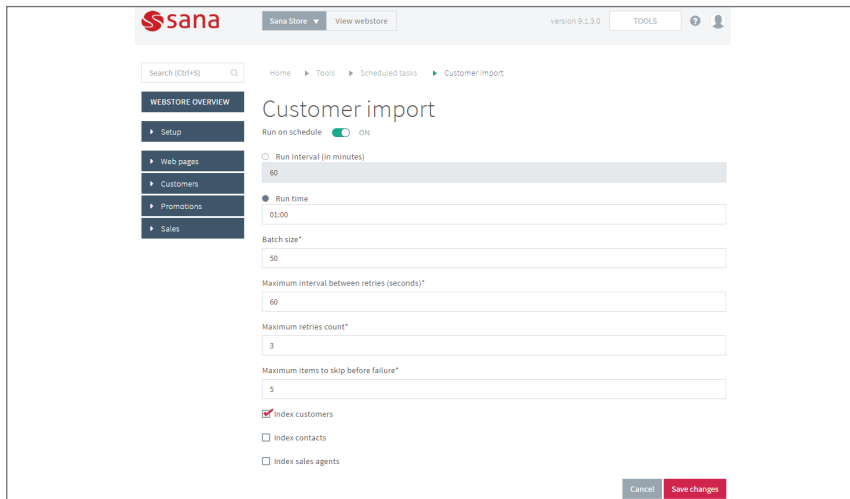 sana
Sana Store View webstore
version 9.1.3.0 TOOLS ?
Search (Ctrl+S)
Home Tools Scheduled tasks Customer import
WEBSTORE OVERVIEW
Setup
Web pages
Customers
Promotions
Sales
Customer import
Run on schedule ON
Run interval (in minutes)
60
Run time
01:00
Batch size*
50
Maximum interval between retries (seconds)*
60
Maximum retries count*
3
Maximum items to skip before failure*
5
Index customers
Index contacts
Index sales agents
Cancel Save changes